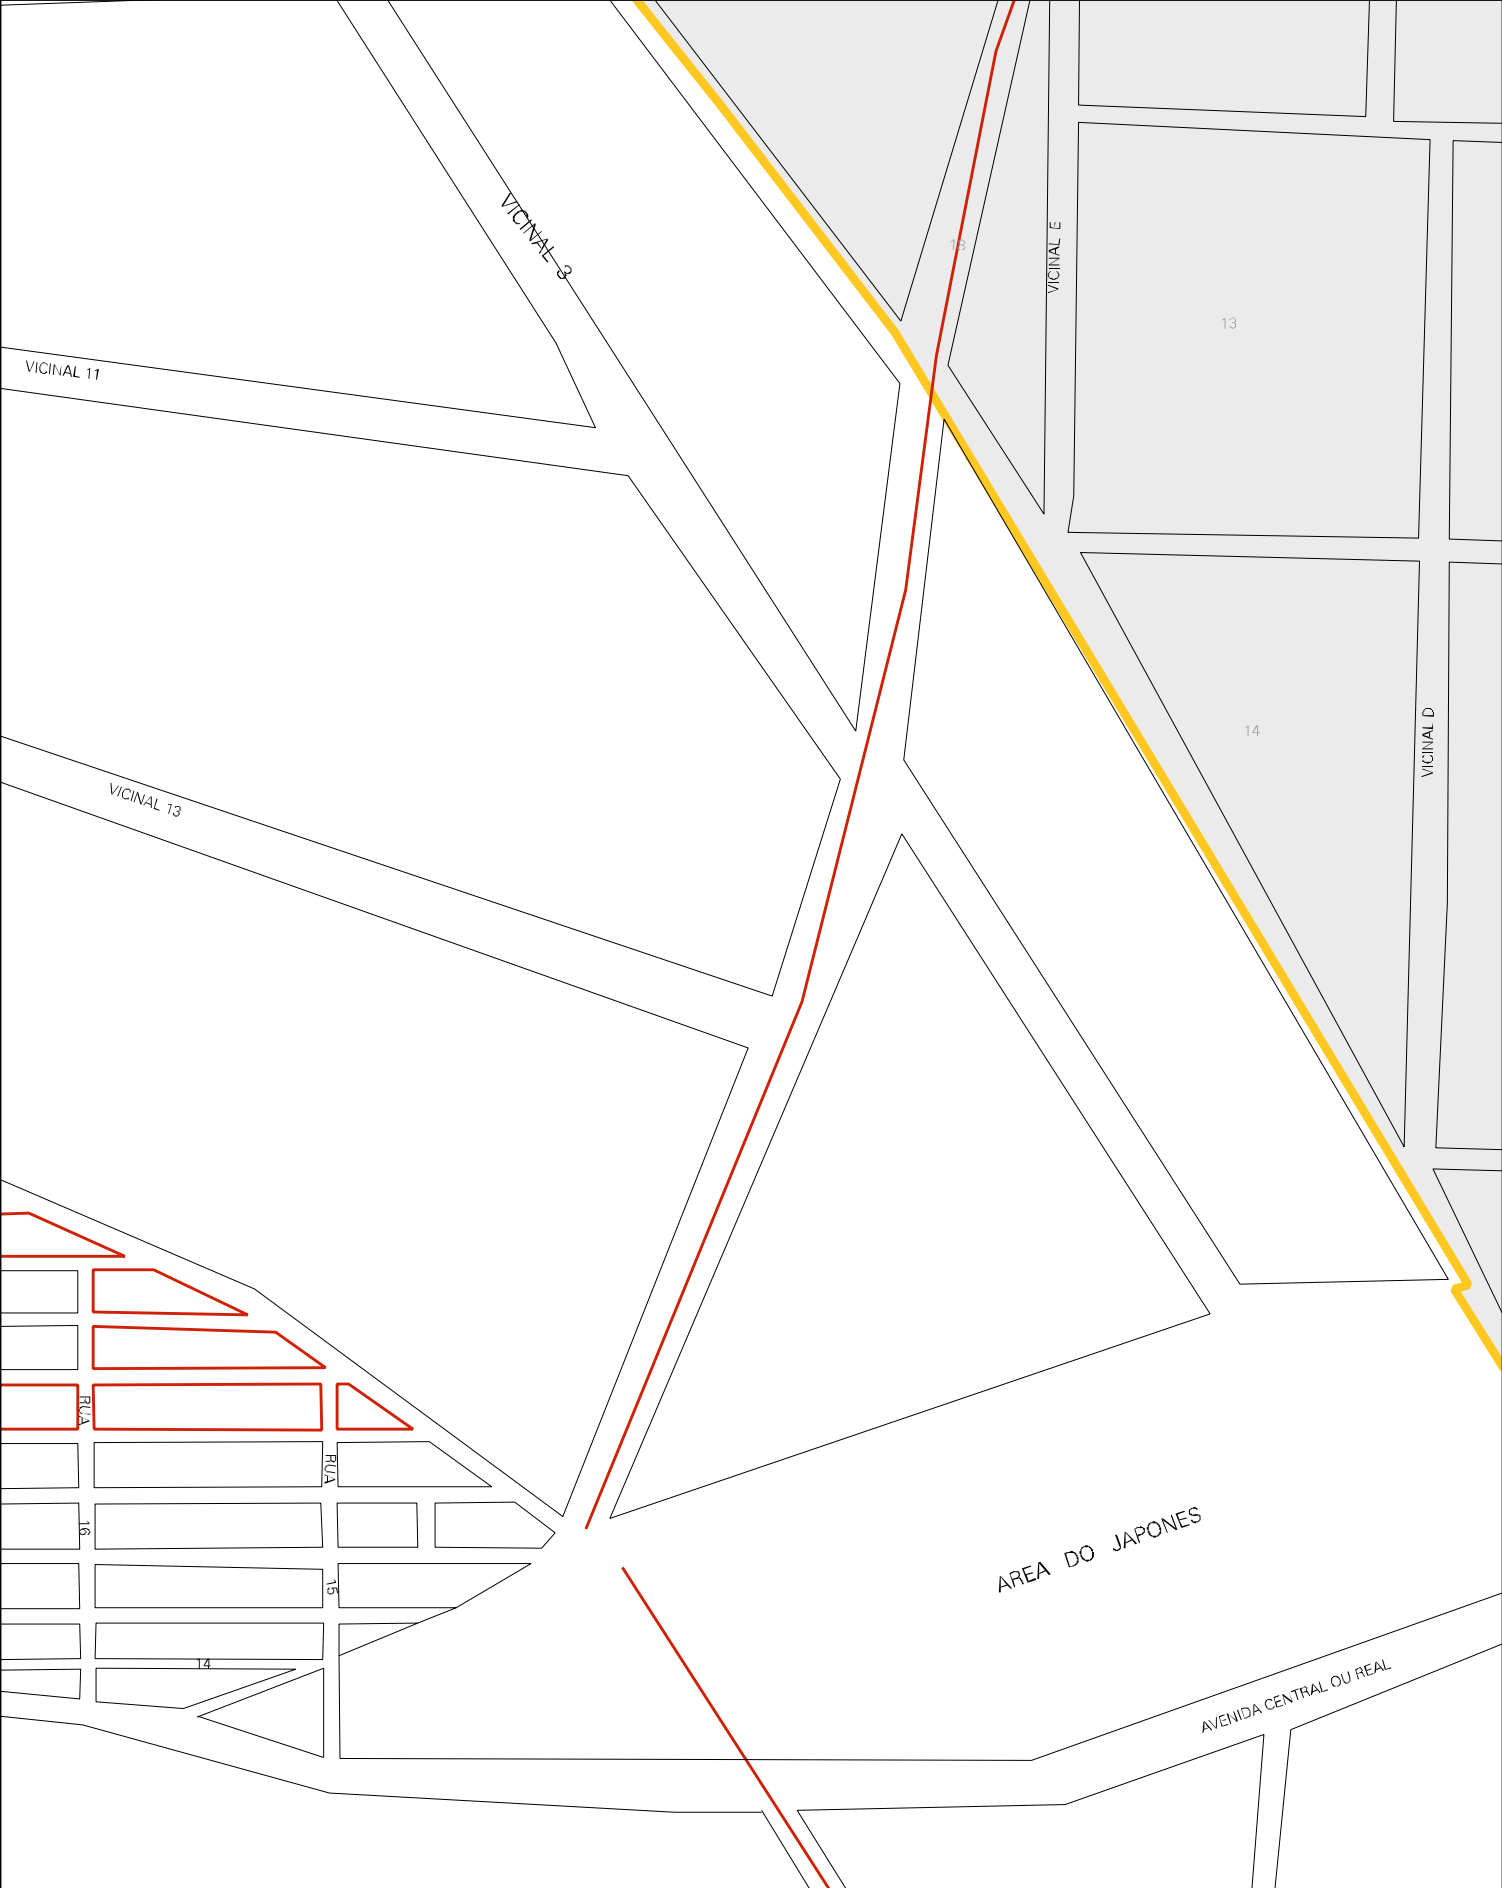 VICINAL 3
18
VICINAL E
13
VICINAL 11
VICINAL D
14
VICINAL 13
RUA
RUA
16
15
AREA DO JAPONES
14
AVENIDA CENTRAL OU REAL